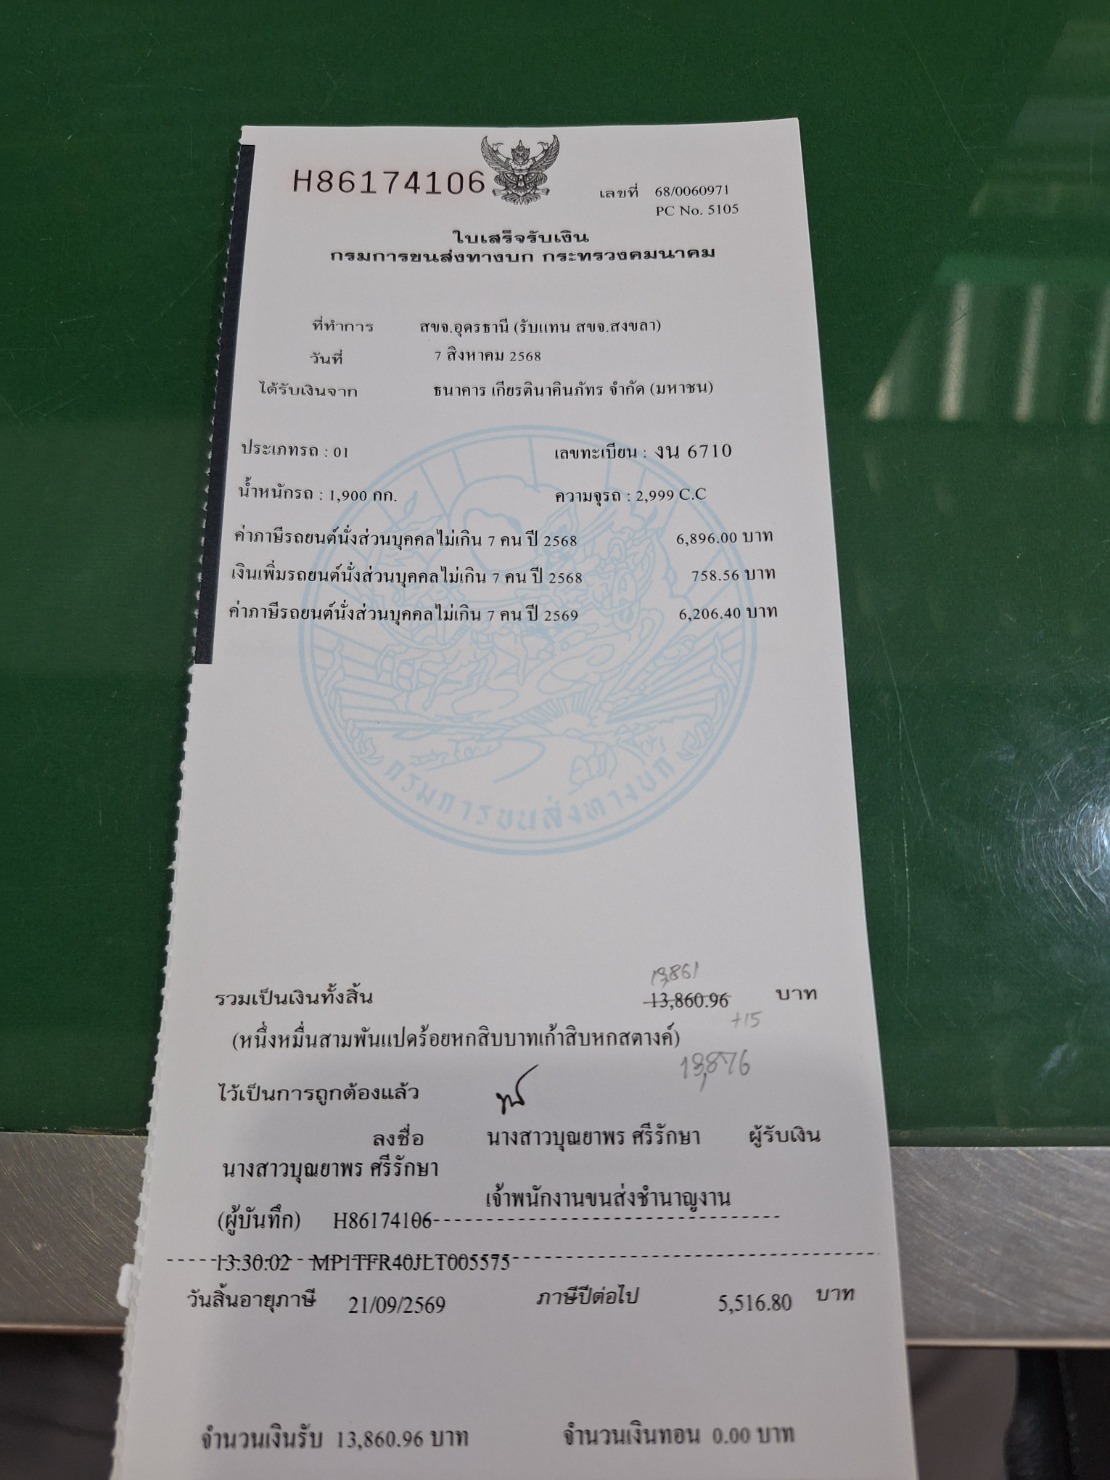 H86174106
เลขที่ 68/0060971
PC No. 5105
ใบเสร็จรับเงิน
กรมการขนส่งทางบก กระทรวงคมนาคม
ที่ทำการ สขจ.อุดรธานี (รับแทน สขจ.สงขลา)
วันที่ 7 สิงหาคม 2568
ได้รับเงินจาก ธนาคาร เกียรตินาคินภัทร จำกัด (มหาชน)
ประเภทรถ : 01 เลขทะเบียน : งน 6710
น้ำหนักรถ : 1,900 กก. ความจุรถ : 2,999 C.C
ค่าภาษีรถยนต์นั่งส่วนบุคคลไม่เกิน 7 คน ปี 2568 6,896.00 บาท
เงินเพิ่มรถยนต์นั่งส่วนบุคคลไม่เกิน 7 คน ปี 2568 758.56 บาท
ค่าภาษีรถยนต์นั่งส่วนบุคคลไม่เกิน 7 คน ปี 2569 6,206.40 บาท
กรมการขนส่งทางบก
13,861
รวมเป็นเงินทั้งสิ้น 13,860.96 บาท
+15
(หนึ่งหมื่นสามพันแปดร้อยหกสิบบาทเก้าสิบหกสตางค์)
13,876
ไว้เป็นการถูกต้องแล้ว
ลงชื่อ นางสาวบุณยาพร ศรีรักษา ผู้รับเงิน
นางสาวบุณยาพร ศรีรักษา
เจ้าพนักงานขนส่งชำนาญงาน
(ผู้บันทึก) H86174106
13:30:02 MP1TFR40JLT005575
วันสิ้นอายุภาษี 21/09/2569 ภาษีปีต่อไป 5,516.80 บาท
จำนวนเงินรับ 13,860.96 บาท จำนวนเงินทอน 0.00 บาท